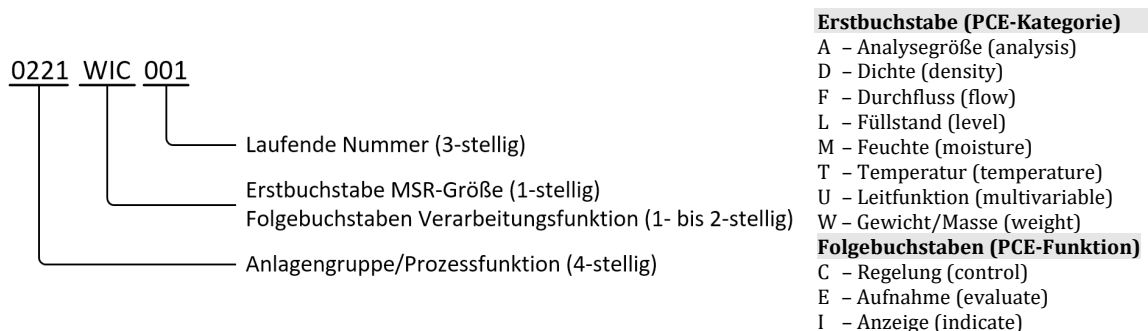 0221 WIC 001
Laufende Nummer (3-stellig)
Erstbuchstabe MSR-Größe (1-stellig)
Folgebuchstaben Verarbeitungsfunktion (1- bis 2-stellig)
Anlagengruppe/Prozessfunktion (4-stellig)
Erstbuchstabe (PCE-Kategorie)
A – Analysegröße (analysis)
D – Dichte (density)
F – Durchfluss (flow)
L – Füllstand (level)
M – Feuchte (moisture)
T – Temperatur (temperature)
U – Leitfunktion (multivariable)
W – Gewicht/Masse (weight)
Folgebuchstaben (PCE-Funktion)
C – Regelung (control)
E – Aufnahme (evaluate)
I – Anzeige (indicate)